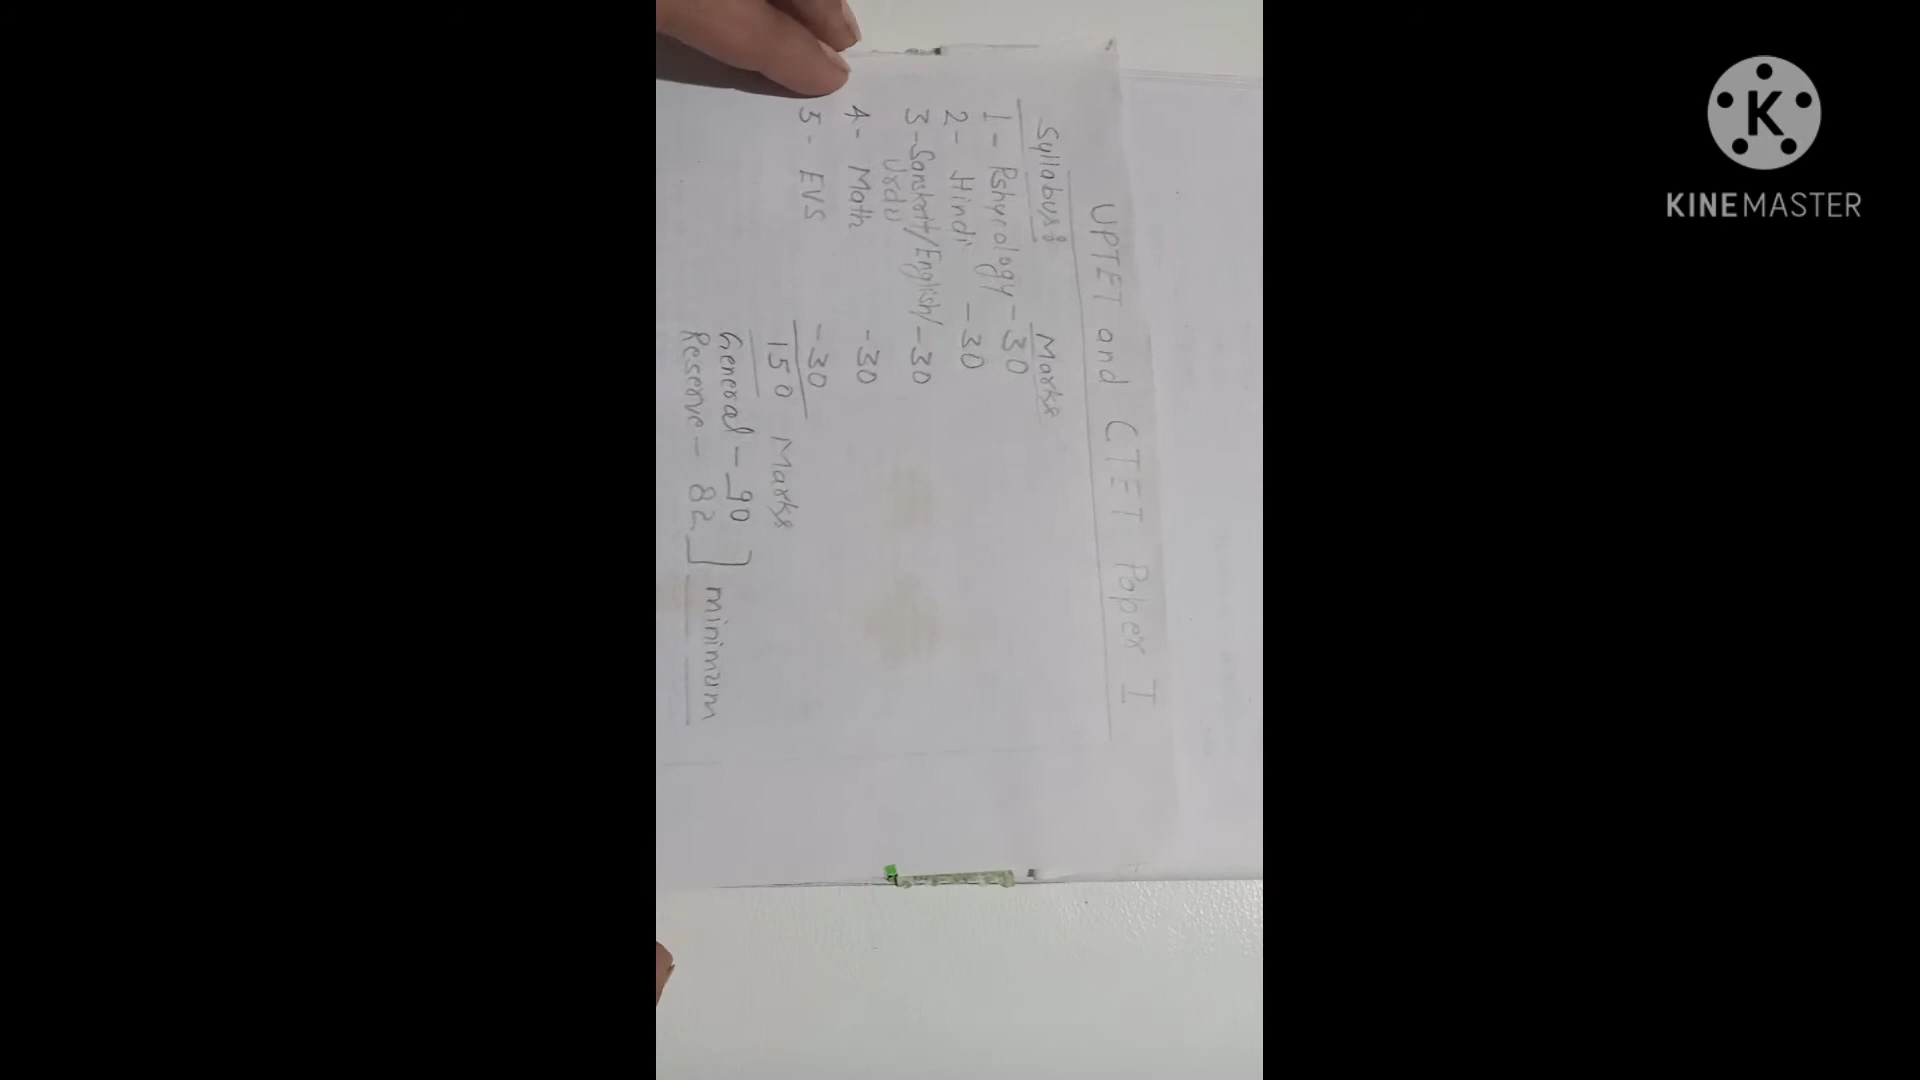 UPTET and CTET Paper I
Syllabus:
Marks
1- Pshycology -30
2- Hindi -30
3-Sanskrit/English/ -30
Urdu
4- Math -30
5- EVS -30
150 Marks
General - 90
Reserve - 82
minimum
K
KINEMASTER